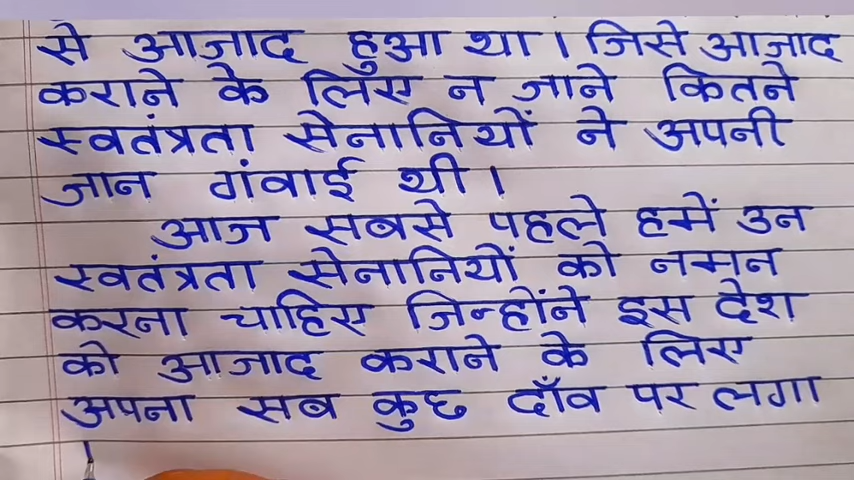 से आजाद हुआ था। जिसे आजाद
कराने के लिए न जाने कितने
स्वतंत्रता सेनानियों ने अपनी
जान गंवाई थी।
आज सबसे पहले हमें उन
स्वतंत्रता सेनानियों को नमन
करना चाहिए जिन्होंने इस देश
को आजाद कराने के लिए
अपना सब कुछ दाँव पर लगा